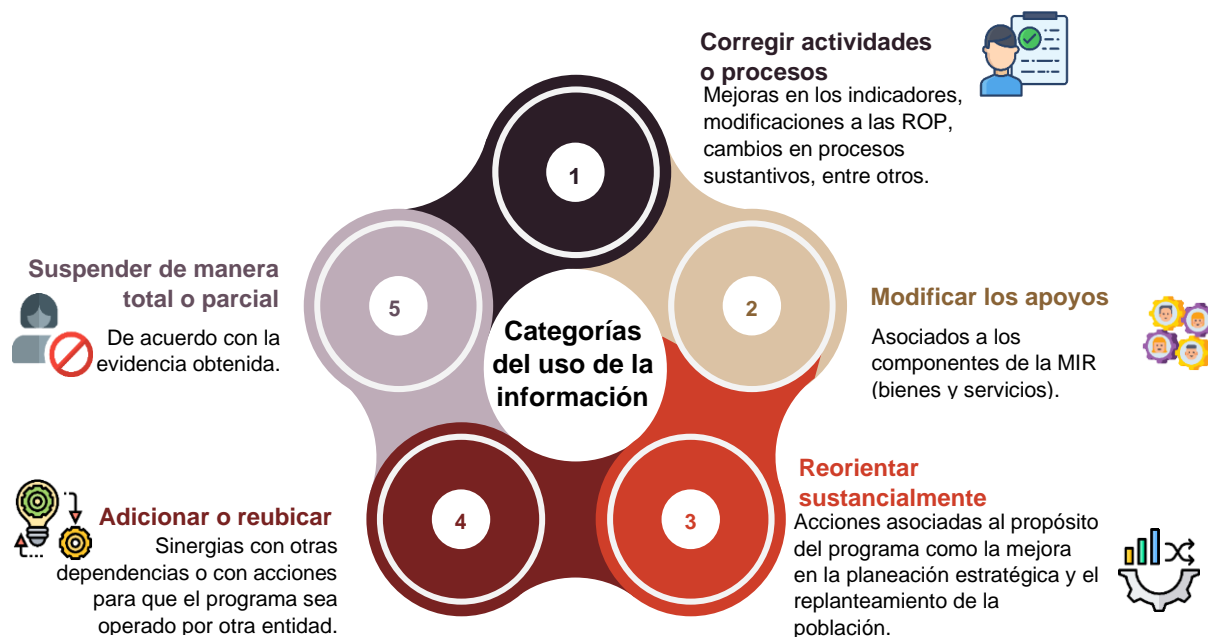 Corregir actividades
o procesos
Mejoras en los indicadores,
modificaciones a las ROP,
cambios en procesos
sustantivos, entre otros.
1
Suspender de manera
total o parcial
De acuerdo con la
evidencia obtenida.
5
2
Modificar los apoyos
Asociados a los
componentes de la MIR
(bienes y servicios).
Categorías
del uso de la
información
Adicionar o reubicar
Sinergias con otras
dependencias o con acciones
para que el programa sea
operado por otra entidad.
4
3
Reorientar
sustancialmente
Acciones asociadas al propósito
del programa como la mejora
en la planeación estratégica y el
replanteamiento de la
población.